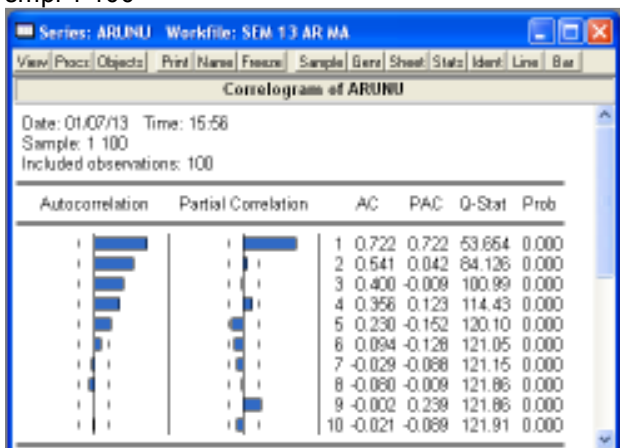 smpl 1 100
Series: ARUNU Workfile: SEM 13 AR MA
View Procs Objects Print Name Freeze Sample Genr Sheet Stats Ident Line Bar
Correlogram of ARUNU
Date: 01/07/13 Time: 15:56
Sample: 1 100
Included observations: 100
Autocorrelation Partial Correlation AC PAC Q-Stat Prob
1 0.722 0.722 53.654 0.000
2 0.541 0.042 84.126 0.000
3 0.400 -0.009 100.99 0.000
4 0.356 0.123 114.43 0.000
5 0.230 -0.152 120.10 0.000
6 0.094 -0.128 121.05 0.000
7 -0.029 -0.088 121.15 0.000
8 -0.080 -0.009 121.86 0.000
9 -0.002 0.239 121.86 0.000
10 -0.021 -0.089 121.91 0.000